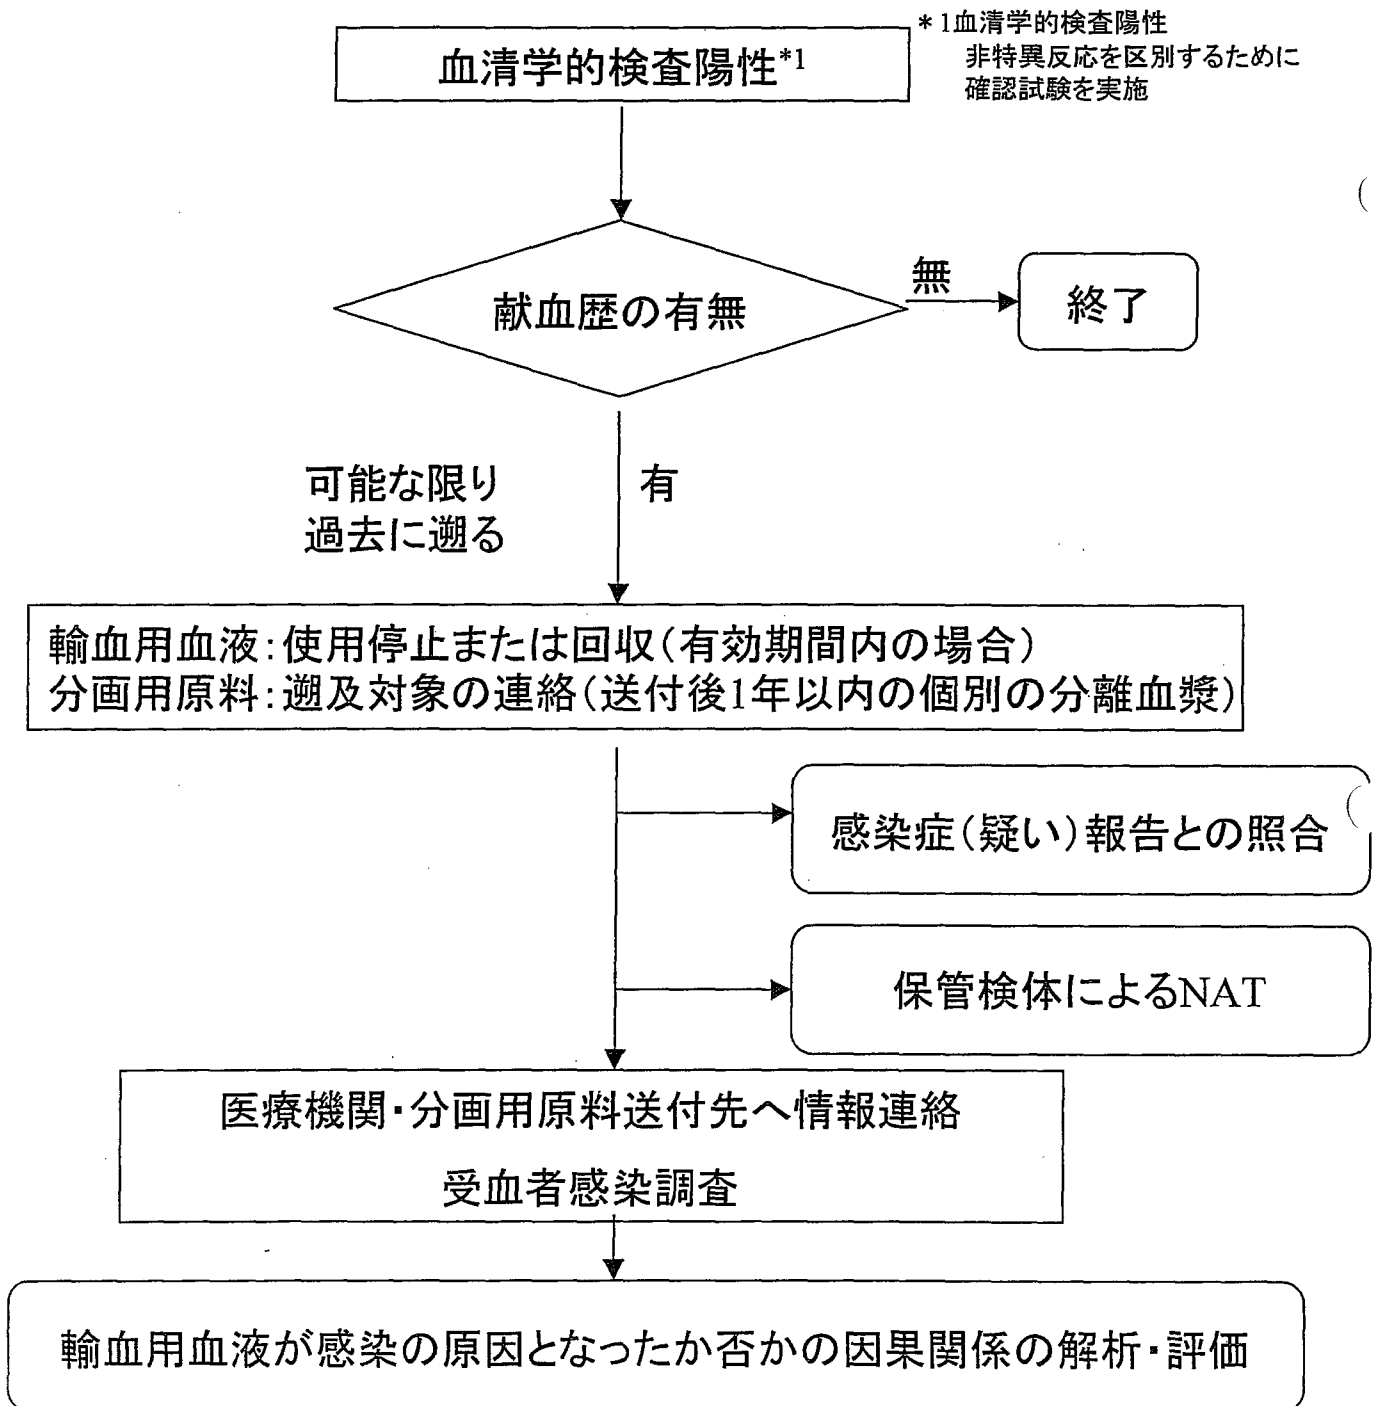 血清学的検査陽性*1
*1血清学的検査陽性
非特異反応を区別するために
確認試験を実施
献血歴の有無
無
終了
可能な限り
過去に遡る
有
輸血用血液:使用停止または回収(有効期間内の場合)
分画用原料:遡及対象の連絡(送付後1年以内の個別の分離血漿)
感染症(疑い)報告との照合
保管検体によるNAT
医療機関・分画用原料送付先へ情報連絡
受血者感染調査
輸血用血液が感染の原因となったか否かの因果関係の解析・評価